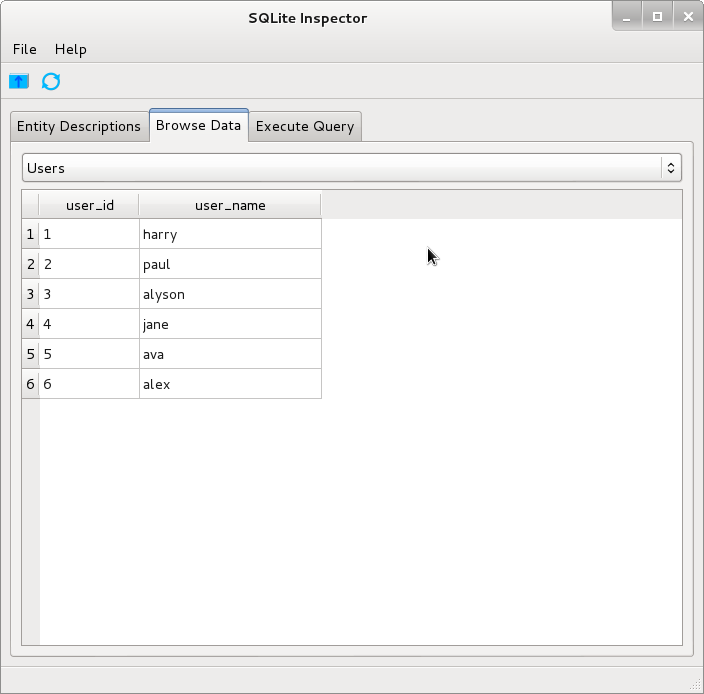 SQLite Inspector
File Help
Entity Descriptions Browse Data Execute Query
Users
user_id user_name
1 1 harry
2 2 paul
3 3 alyson
4 4 jane
5 5 ava
6 6 alex